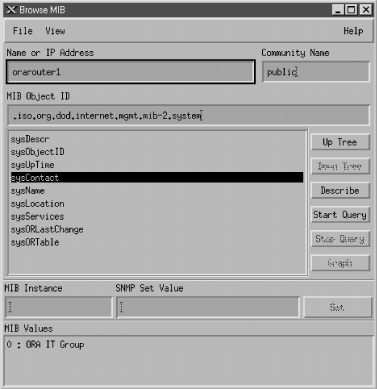 Browse MIB
File View Help
Name or IP Address Community Name
orarouter1 public
MIB Object ID
.iso.org.dod.internet.mgmt.mib-2.system
sysDescr
sysObjectID
sysUpTime
sysContact
sysName
sysLocation
sysServices
sysORLastChange
sysORTable
Up Tree
Down Tree
Describe
Start Query
Stop Query
Graph
MIB Instance SNMP Set Value
Set
MIB Values
0 : ORA IT Group